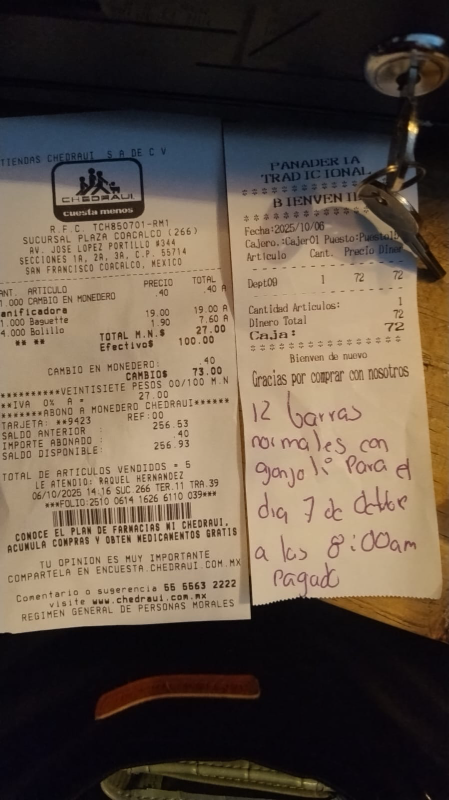 TIENDAS CHEDRAUI S A DE C V
CHEDRAUI
cuesta menos
R.F.C. TCH850701-RM1
SUCURSAL PLAZA COACALCO (266)
AV. JOSE LOPEZ PORTILLO #344
SECCIONES 1A, 2A, 3A, C.P. 55714
SAN FRANCISCO COACALCO, MEXICO
ANT. ARTICULO PRECIO TOTAL
1.000 CAMBIO EN MONEDERO .40 .40 A
anificadora
1.000 Baguette 19.00 19.00 A
4.000 Bolillo 1.90 7.60 A
** ** TOTAL M.N.$ 27.00
Efectivo$ 100.00
CAMBIO EN MONEDERO: .40
CAMBIO$ 73.00
**********VEINTISIETE PESOS 00/100 M.N
**IVA 0% A = 27.00
*******ABONO A MONEDERO CHEDRAUI******
TARJETA: **9423 REF:00
SALDO ANTERIOR : 256.53
IMPORTE ABONADO : .40
SALDO DISPONIBLE: 256.93
TOTAL DE ARTICULOS VENDIDOS = 5
LE ATENDIO: RAQUEL HERNANDEZ
06/10/2025 14:16 SUC 266 TER.11 TRA.39
***FOLIO:2510 0614 1626 6110 039***
CONOCE EL PLAN DE FARMACIAS MI CHEDRAUI,
ACUMULA COMPRAS Y OBTEN MEDICAMENTOS GRATIS
TU OPINION ES MUY IMPORTANTE
COMPARTELA EN ENCUESTA.CHEDRAUI.COM.MX
Comentario o sugerencia 55 5563 2222
visite www.chedraui.com.mx
REGIMEN GENERAL DE PERSONAS MORALES
PANADERIA
TRADICIONAL
BIENVENI
Fecha:2025/10/06
Cajero.:Cajer01 Puesto:Puesto1
Articulo Cant. Precio Diner
Dept09 1 72 72
Cantidad Articulos: 1
Dinero Total 72
Caja: 72
Bienven de nuevo
Gracias por comprar con nosotros
12 barras
normales con
gonjolí para el
dia 7 de octubre
a las 8:00am
Pagado